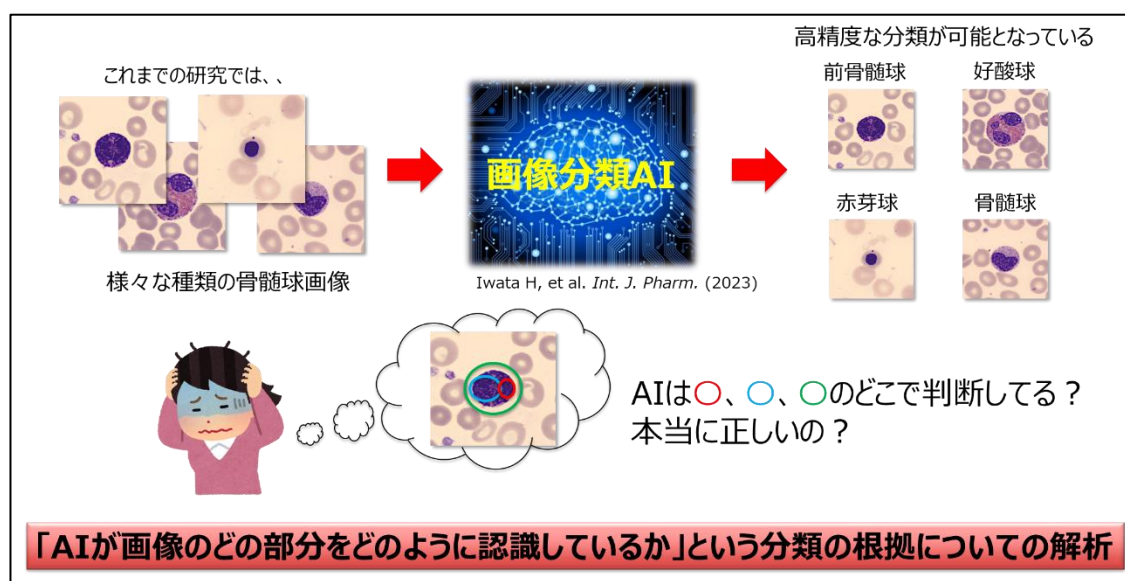 これまでの研究では、、
様々な種類の骨髄球画像
画像分類AI
Iwata H, et al. Int. J. Pharm. (2023)
高精度な分類が可能となっている
前骨髄球
好酸球
赤芽球
骨髄球
AIは○、○、○のどこで判断してる？
本当に正しいの？
「AIが画像のどの部分をどのように認識しているか」という分類の根拠についての解析